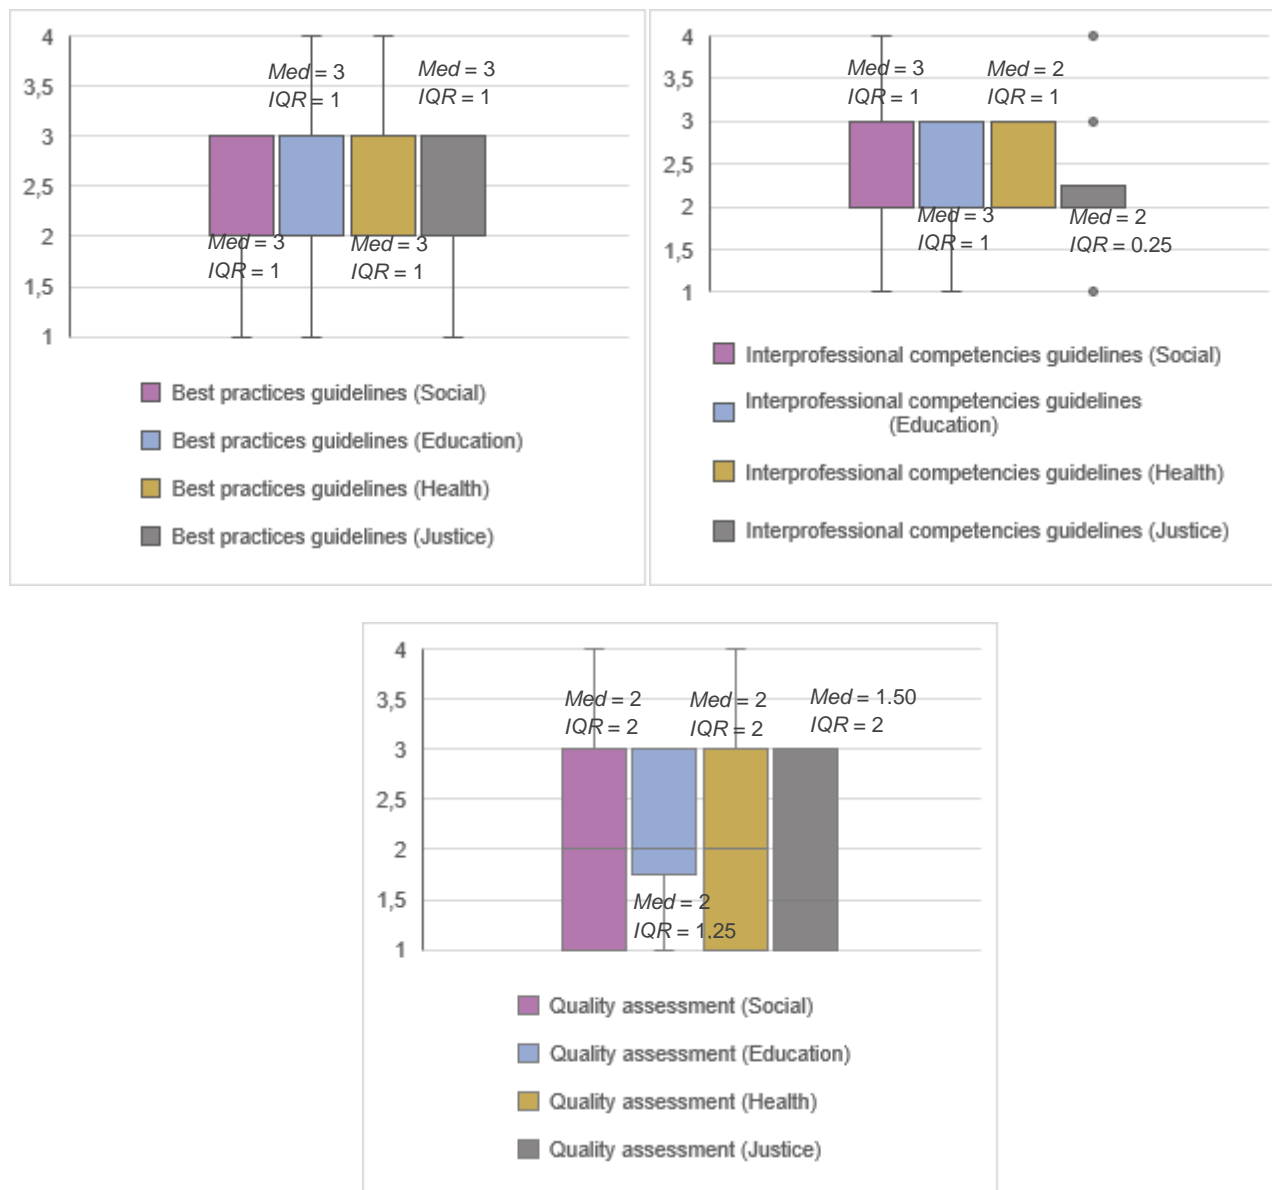 4
3,5
3
2,5
2
1,5
1
Med = 3
IQR = 1
Med = 3
IQR = 1
Med = 3
IQR = 1
Med = 3
IQR = 1
Best practices guidelines (Social)
Best practices guidelines (Education)
Best practices guidelines (Health)
Best practices guidelines (Justice)
4
3,5
3
2,5
2
1,5
1
Med = 3
IQR = 1
Med = 2
IQR = 1
Med = 3
IQR = 1
Med = 2
IQR = 0.25
Interprofessional competencies guidelines (Social)
Interprofessional competencies guidelines
(Education)
Interprofessional competencies guidelines (Health)
Interprofessional competencies guidelines (Justice)
4
3,5
3
2,5
2
1,5
1
Med = 2
IQR = 2
Med = 2
IQR = 2
Med = 1.50
IQR = 2
Med = 2
IQR = 1.25
Quality assessment (Social)
Quality assessment (Education)
Quality assessment (Health)
Quality assessment (Justice)